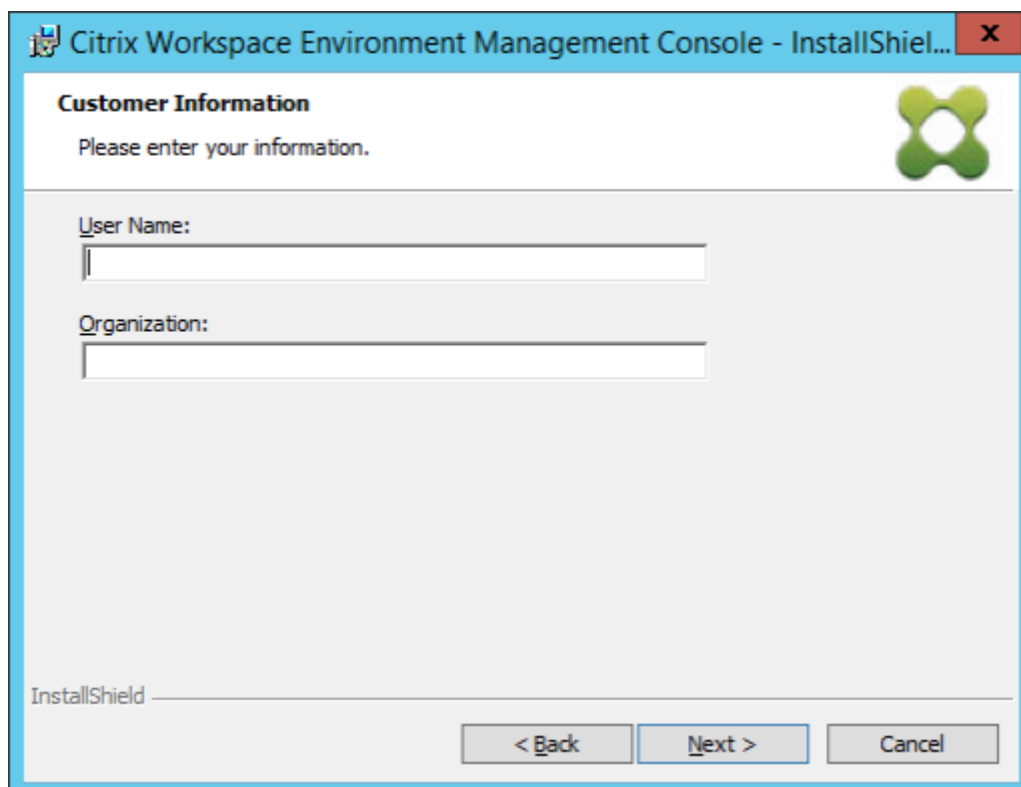 Citrix Workspace Environment Management Console - InstallShiel...
x
Customer Information
Please enter your information.
User Name:
Organization:
InstallShield
< Back
Next >
Cancel